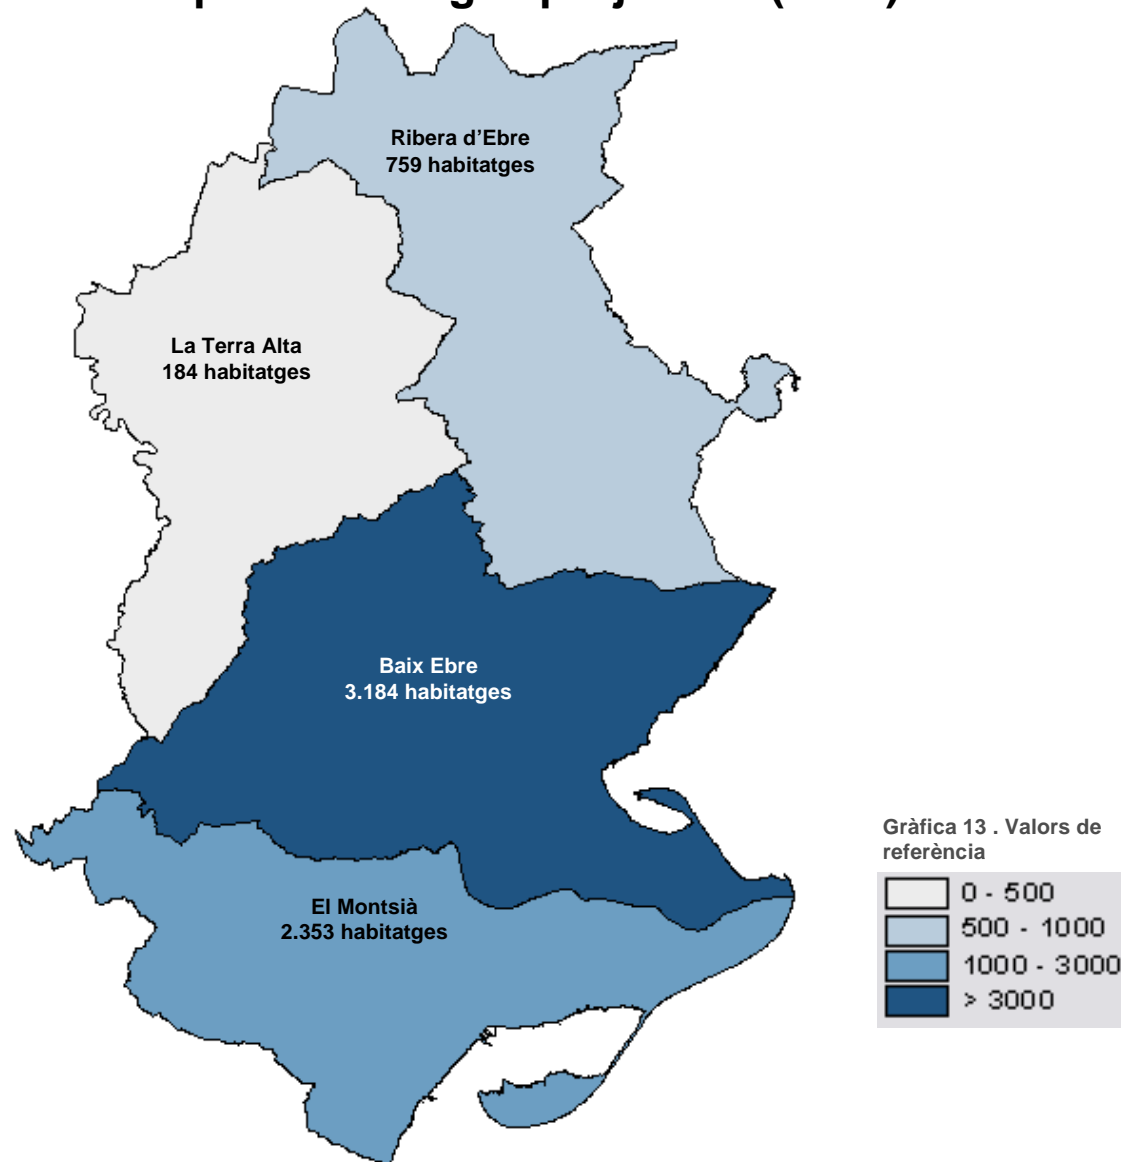 Ribera d’Ebre
759 habitatges
La Terra Alta
184 habitatges
Baix Ebre
3.184 habitatges
El Montsià
2.353 habitatges
Gràfica 13 . Valors de
referència
0 - 500
500 - 1000
1000 - 3000
> 3000